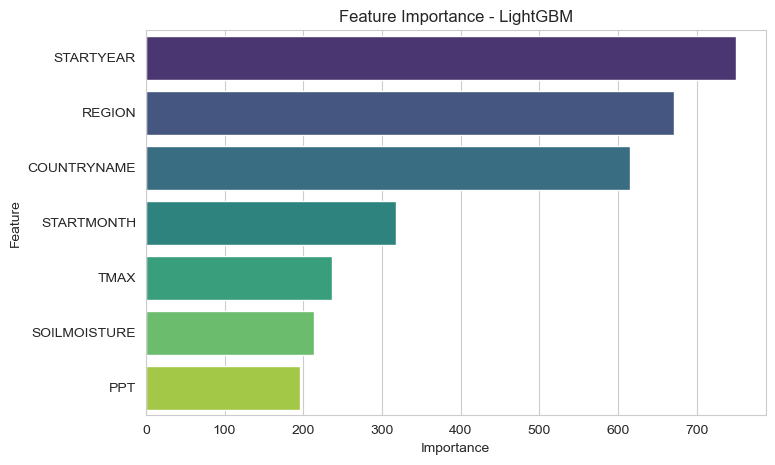 Feature Importance - LightGBM
STARTYEAR
REGION
COUNTRYNAME
STARTMONTH
TMAX
SOILMOISTURE
PPT
Feature
0 100 200 300 400 500 600 700
Importance